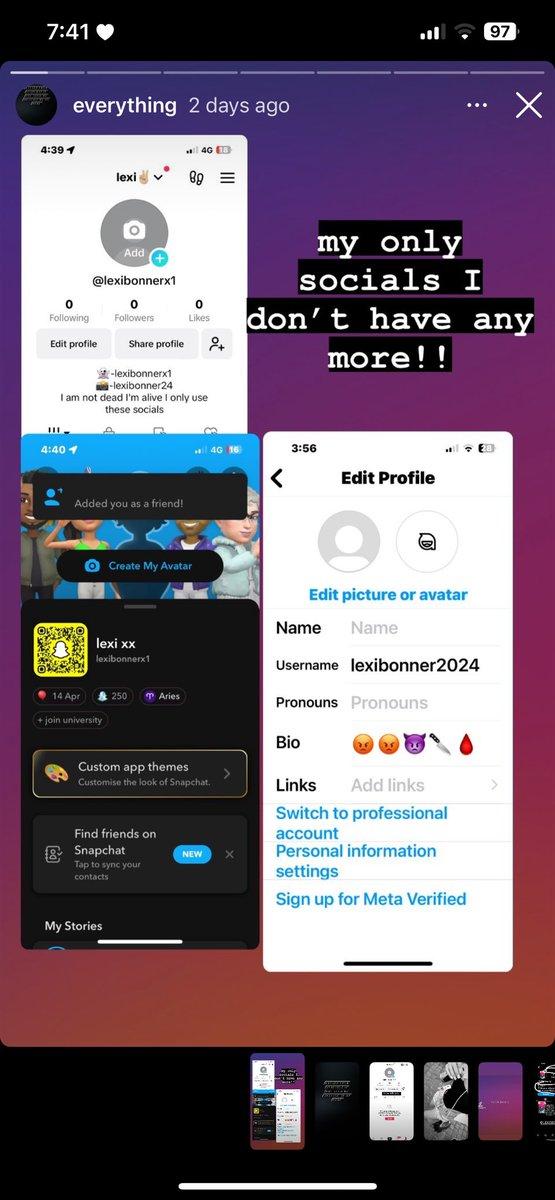 7:41 🤍
97
everything 2 days ago
4:39
4G 18
lexi✌🏼
Add
@lexibonnerx1
0 0 0
Following Followers Likes
Edit profile Share profile
👻-lexibonnerx1
📸-lexibonner24
I am not dead I'm alive I only use
these socials
my only
socials I
don't have any
more!!
4:40
4G 16
Added you as a friend!
Create My Avatar
lexi xx
lexibonnerx1
14 Apr 250 Aries
+ join university
Custom app themes
Customise the look of Snapchat.
Find friends on
Snapchat
Tap to sync your
contacts
NEW
My Stories
3:56
Edit Profile
Edit picture or avatar
Name Name
Username lexibonner2024
Pronouns Pronouns
Bio 😡😡😈🔪🩸
Links Add links
Switch to professional
account
Personal information
settings
Sign up for Meta Verified